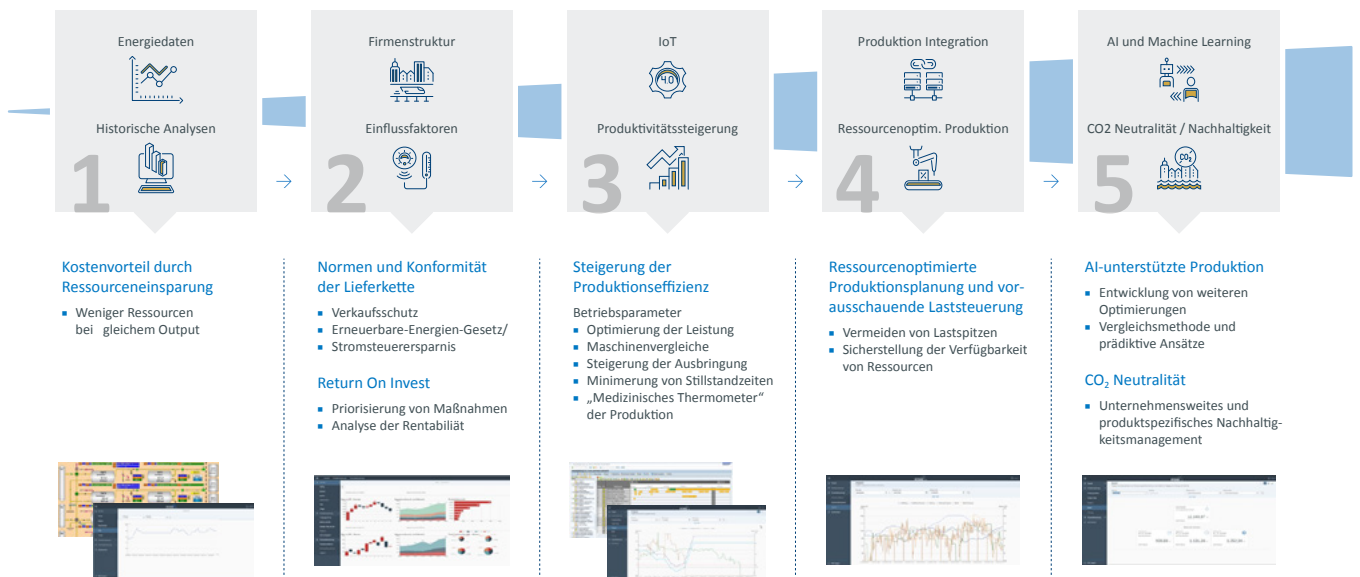 Energiedaten
Historische Analysen
1
Firmenstruktur
Einflussfaktoren
2
IoT
4.0
Produktivitätssteigerung
3
Produktion Integration
Ressourcenoptim. Produktion
4
AI und Machine Learning
CO2 Neutralität / Nachhaltigkeit
CO₂
5
Kostenvorteil durch
Ressourceneinsparung
Weniger Ressourcen
bei gleichem Output
Normen und Konformität
der Lieferkette
Verkaufsschutz
Erneuerbare-Energien-Gesetz/
Stromsteuerersparnis
Return On Invest
Priorisierung von Maßnahmen
Analyse der Rentabiliät
Steigerung der
Produktionseffizienz
Betriebsparameter
Optimierung der Leistung
Maschinenvergleiche
Steigerung der Ausbringung
Minimierung von Stillstandzeiten
„Medizinisches Thermometer“
der Produktion
Ressourcenoptimierte
Produktionsplanung und vor-
ausschauende Laststeuerung
Vermeiden von Lastspitzen
Sicherstellung der Verfügbarkeit
von Ressourcen
AI-unterstützte Produktion
Entwicklung von weiteren
Optimierungen
Vergleichsmethode und
prädiktive Ansätze
CO₂ Neutralität
Unternehmensweites und
produktspezifisches Nachhaltig-
keitsmanagement